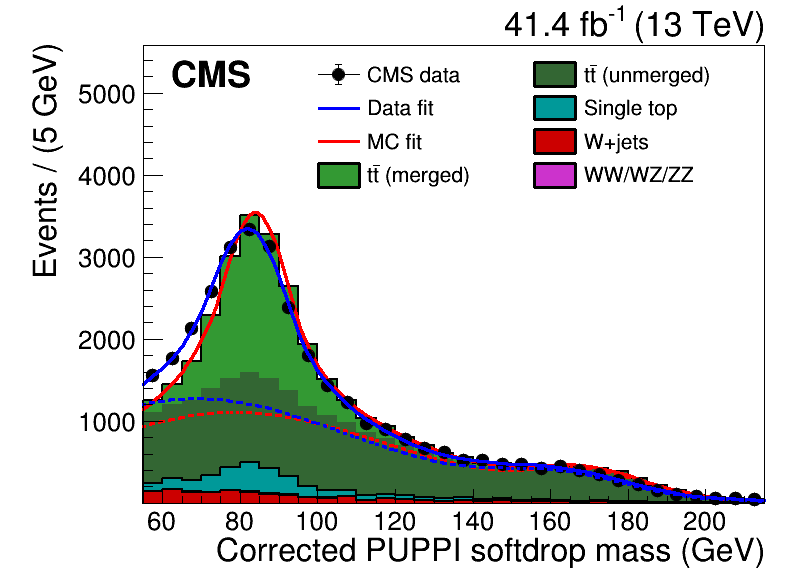 41.4 fb⁻¹ (13 TeV)
CMS
CMS data
Data fit
MC fit
tt̄ (merged)
tt̄ (unmerged)
Single top
W+jets
WW/WZ/ZZ
Events / (5 GeV)
5000
4000
3000
2000
1000
60 80 100 120 140 160 180 200
Corrected PUPPI softdrop mass (GeV)